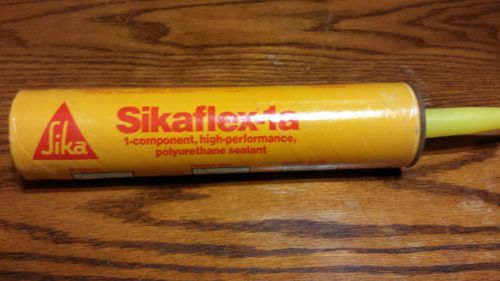 Sika
Sikaflex-1a
1-component, high-performance,
polyurethane sealant